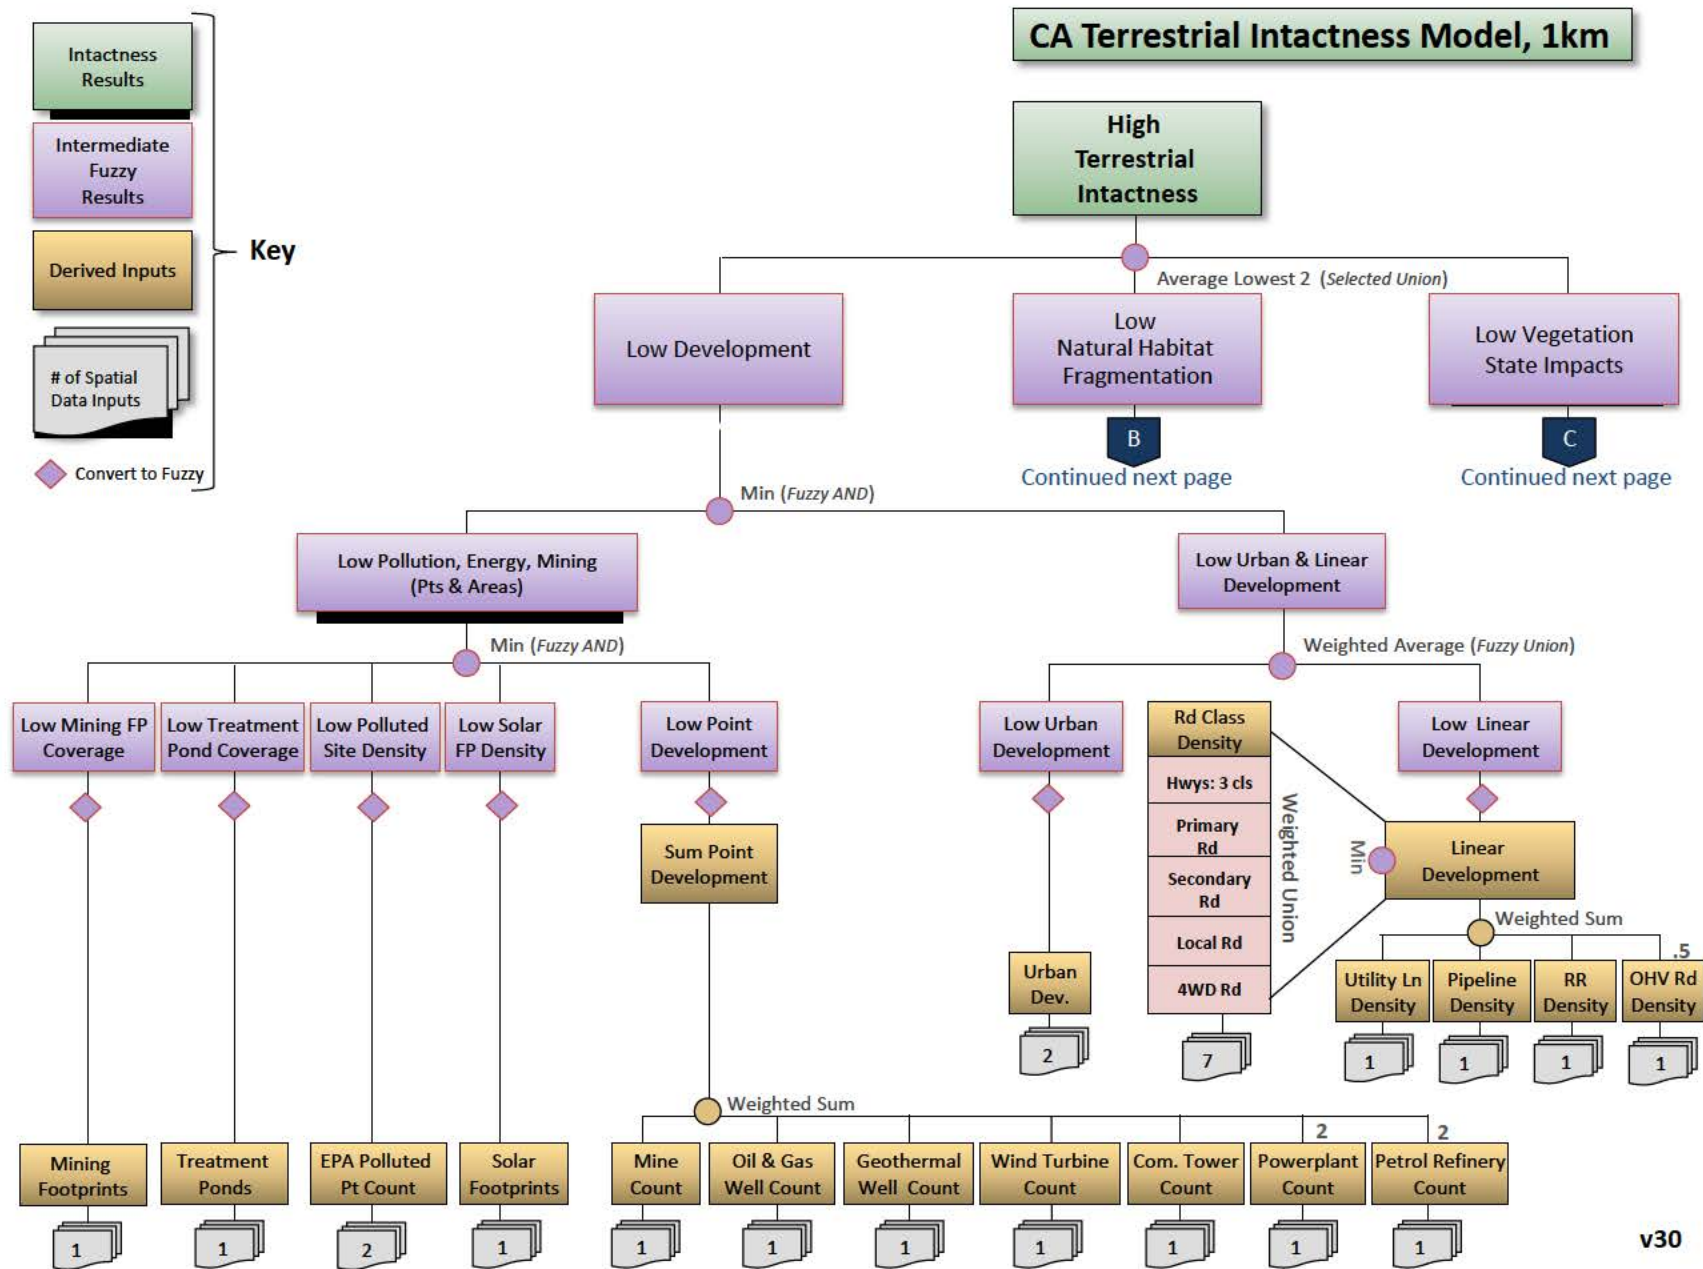 CA Terrestrial Intactness Model, 1km
Intactness
Results
Intermediate
Fuzzy
Results
Derived Inputs
# of Spatial
Data Inputs
Convert to Fuzzy
Key
High
Terrestrial
Intactness
Average Lowest 2 (Selected Union)
Low Development
Low
Natural Habitat
Fragmentation
Low Vegetation
State Impacts
B
Continued next page
C
Continued next page
Min (Fuzzy AND)
Low Pollution, Energy, Mining
(Pts & Areas)
Low Urban & Linear
Development
Min (Fuzzy AND)
Weighted Average (Fuzzy Union)
Low Mining FP
Coverage
Low Treatment
Pond Coverage
Low Polluted
Site Density
Low Solar
FP Density
Low Point
Development
Low Urban
Development
Rd Class
Density
Hwys: 3 cls
Primary
Rd
Secondary
Rd
Local Rd
4WD Rd
Weighted Union
Low Linear
Development
Min
Linear
Development
Sum Point
Development
Weighted Sum
.5
Urban
Dev.
Utility Ln
Density
Pipeline
Density
RR
Density
OHV Rd
Density
2
7
1
1
1
1
Weighted Sum
2
2
Mining
Footprints
Treatment
Ponds
EPA Polluted
Pt Count
Solar
Footprints
Mine
Count
Oil & Gas
Well Count
Geothermal
Well Count
Wind Turbine
Count
Com. Tower
Count
Powerplant
Count
Petrol Refinery
Count
1
1
2
1
1
1
1
1
1
1
1
v30